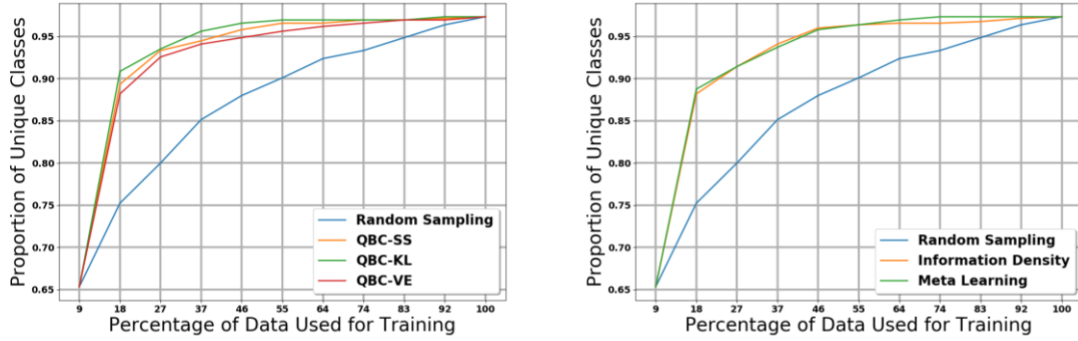 Proportion of Unique Classes
0.95
0.90
0.85
0.80
0.75
0.70
0.65
Random Sampling
QBC-SS
QBC-KL
QBC-VE
9 18 27 37 46 55 64 74 83 92 100
Percentage of Data Used for Training
Proportion of Unique Classes
0.95
0.90
0.85
0.80
0.75
0.70
0.65
Random Sampling
Information Density
Meta Learning
9 18 27 37 46 55 64 74 83 92 100
Percentage of Data Used for Training